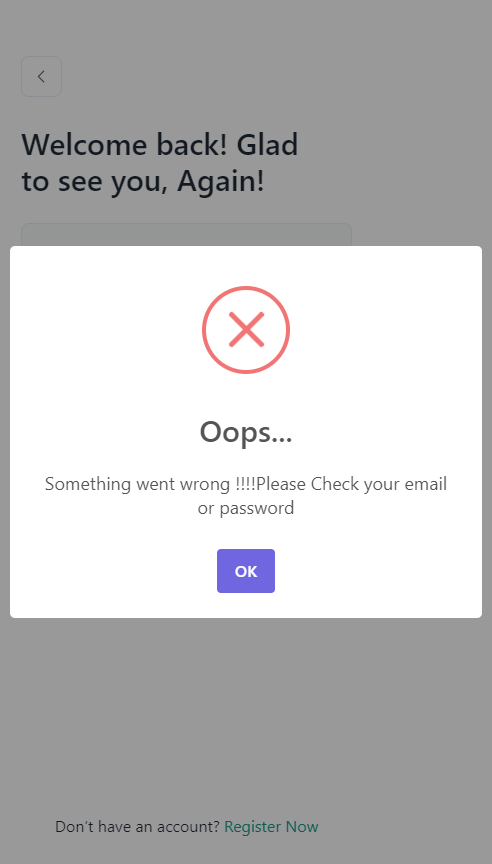 Welcome back! Glad
to see you, Again!
Oops...
Something went wrong !!!!Please Check your email
or password
OK
Don't have an account? Register Now